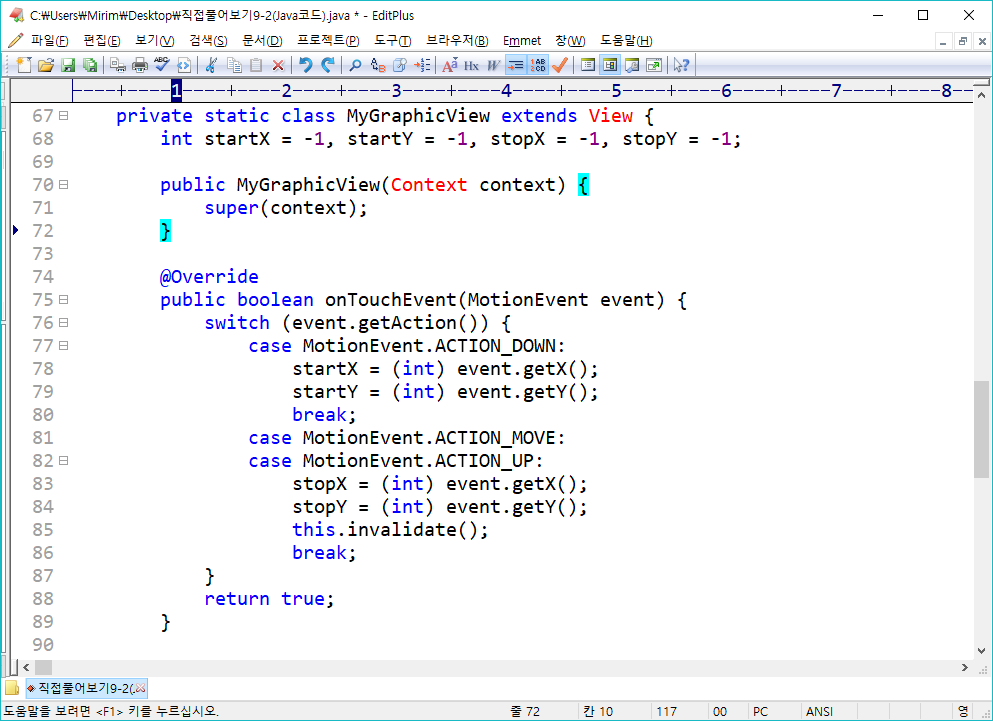 C:₩Users₩Mirim₩Desktop₩직접풀어보기9-2(Java코드).java * - EditPlus
파일(F) 편집(E) 보기(V) 검색(S) 문서(D) 프로젝트(P) 도구(T) 브라우저(B) Emmet 창(W) 도움말(H)
----+----1----+----2----+----3----+----4----+----5----+----6----+----7----+----8--
67 private static class MyGraphicView extends View {
68 int startX = -1, startY = -1, stopX = -1, stopY = -1;
69
70 public MyGraphicView(Context context) {
71 super(context);
72 }
73
74 @Override
75 public boolean onTouchEvent(MotionEvent event) {
76 switch (event.getAction()) {
77 case MotionEvent.ACTION_DOWN:
78 startX = (int) event.getX();
79 startY = (int) event.getY();
80 break;
81 case MotionEvent.ACTION_MOVE:
82 case MotionEvent.ACTION_UP:
83 stopX = (int) event.getX();
84 stopY = (int) event.getY();
85 this.invalidate();
86 break;
87 }
88 return true;
89 }
90
직접풀어보기9-2(.
도움말을 보려면 <F1> 키를 누르십시오. 줄 72 칸 10 117 00 PC ANSI 영